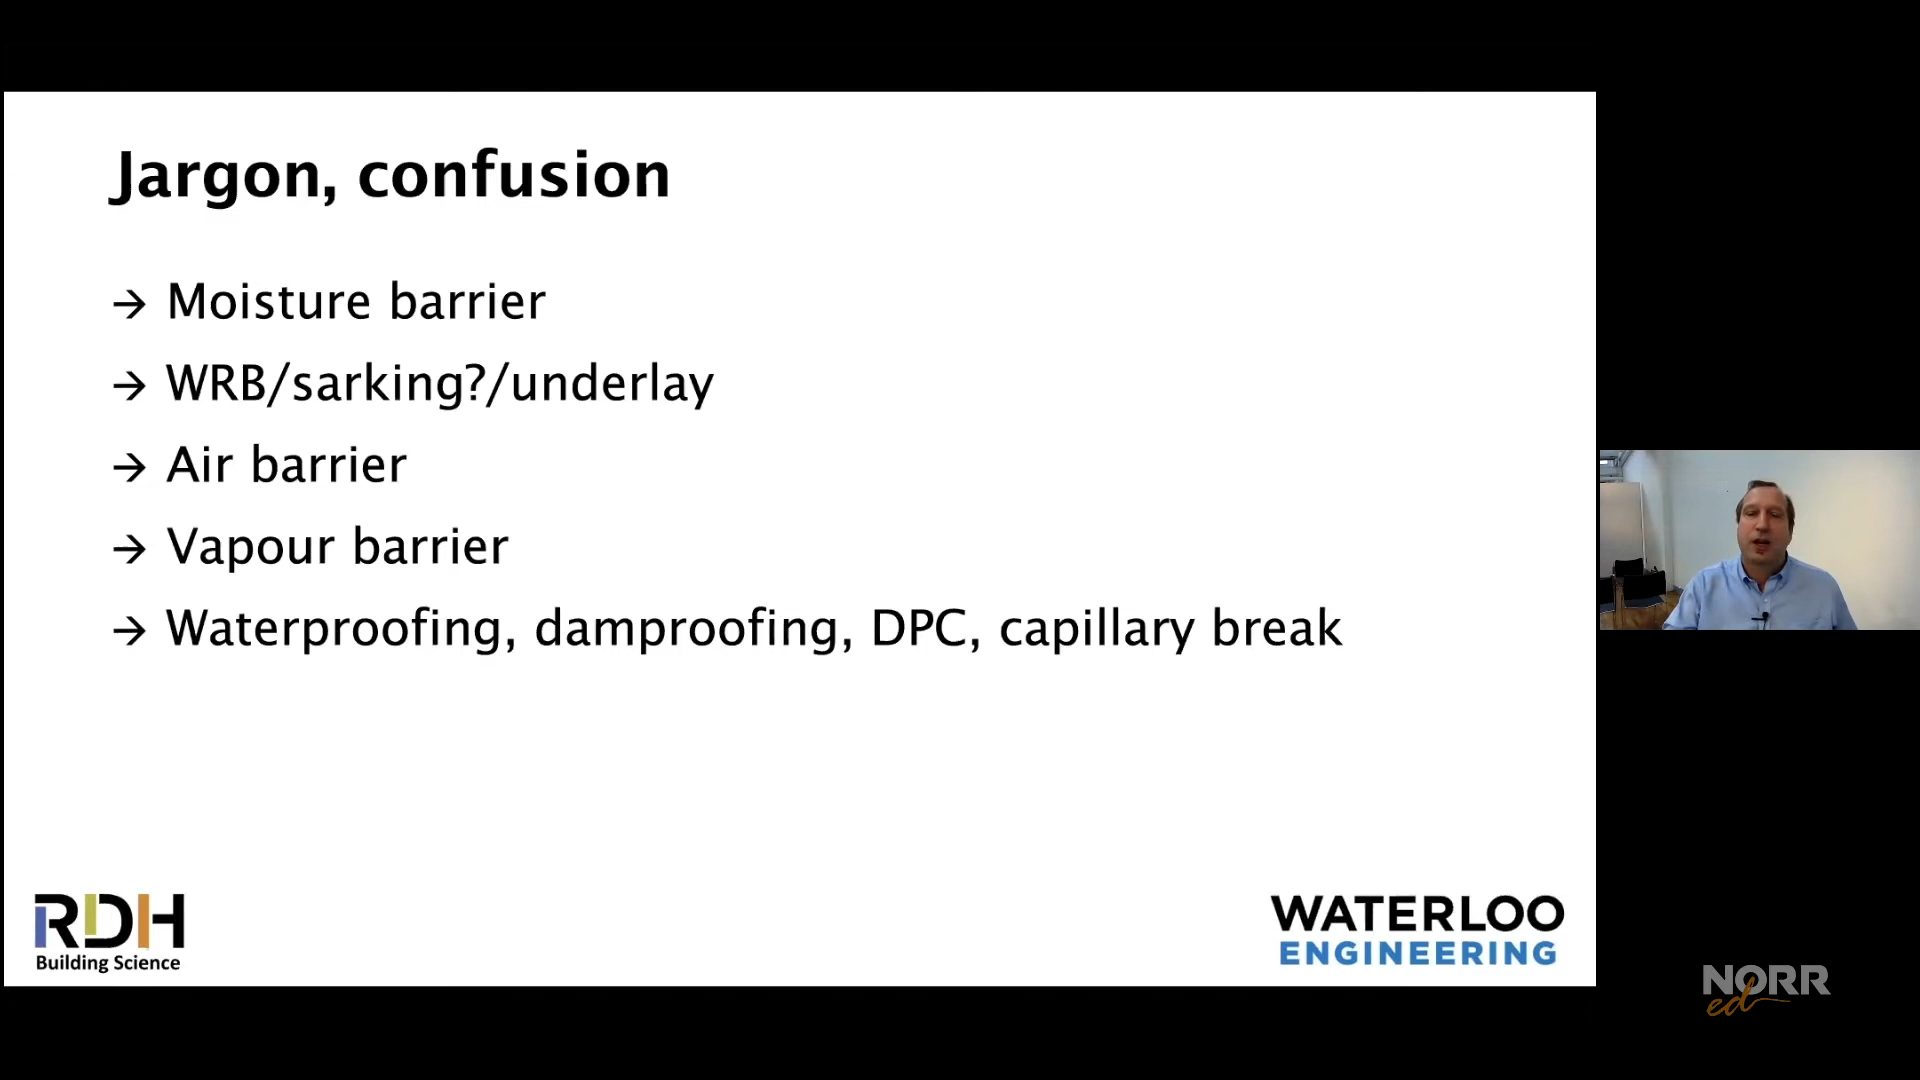 Jargon, confusion
→ Moisture barrier
→ WRB/sarking?/underlay
→ Air barrier
→ Vapour barrier
→ Waterproofing, damproofing, DPC, capillary break
RDH
Building Science
WATERLOO
ENGINEERING
NORR
ed